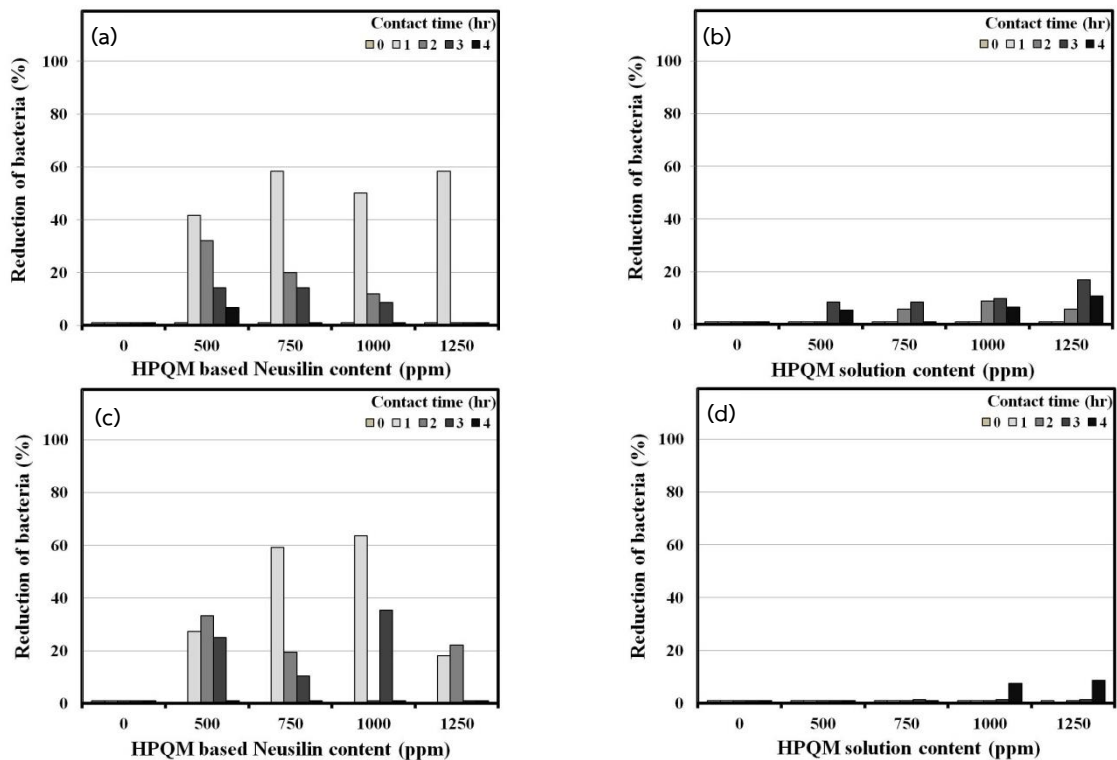 (a)
Contact time (hr)
0 1 2 3 4
Reduction of bacteria (%)
100
80
60
40
20
0
0 500 750 1000 1250
HPQM based Neusilin content (ppm)
(b)
Contact time (hr)
0 1 2 3 4
Reduction of bacteria (%)
100
80
60
40
20
0
0 500 750 1000 1250
HPQM solution content (ppm)
(c)
Contact time (hr)
0 1 2 3 4
Reduction of bacteria (%)
100
80
60
40
20
0
0 500 750 1000 1250
HPQM based Neusilin content (ppm)
(d)
Contact time (hr)
0 1 2 3 4
Reduction of bacteria (%)
100
80
60
40
20
0
0 500 750 1000 1250
HPQM solution content (ppm)